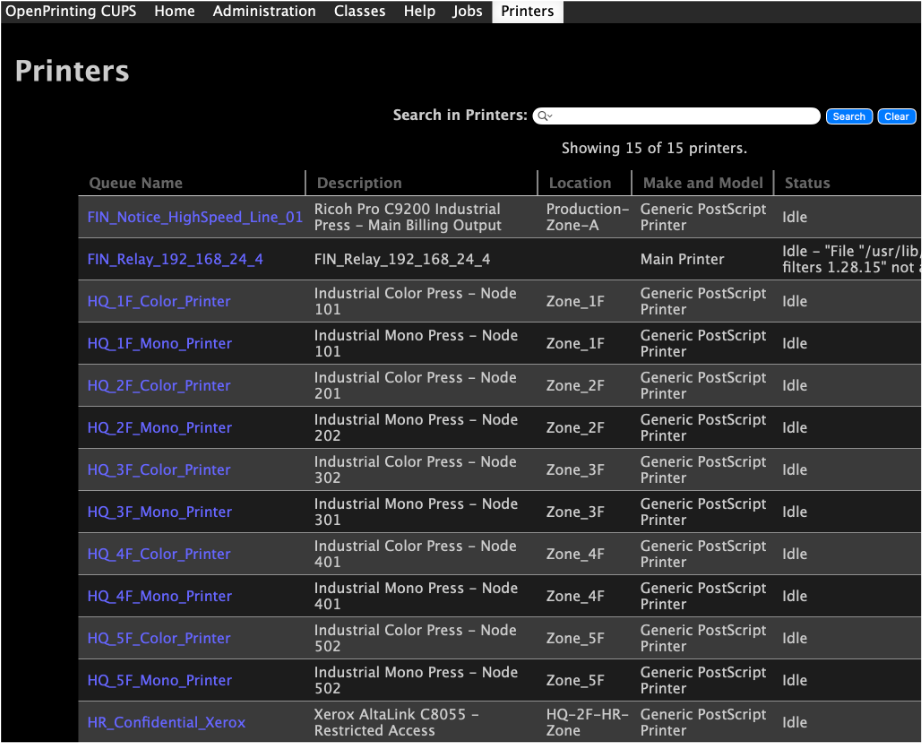 OpenPrinting CUPS Home Administration Classes Help Jobs Printers
Printers
Search in Printers: Search Clear
Showing 15 of 15 printers.
Queue Name Description Location Make and Model Status
FIN_Notice_HighSpeed_Line_01 Ricoh Pro C9200 Industrial Production- Generic PostScript Idle
Press - Main Billing Output Zone-A Printer
FIN_Relay_192_168_24_4 FIN_Relay_192_168_24_4 Main Printer Idle - "File "/usr/lib,
filters 1.28.15" not a
HQ_1F_Color_Printer Industrial Color Press - Node Zone_1F Generic PostScript Idle
101 Printer
HQ_1F_Mono_Printer Industrial Mono Press - Node Zone_1F Generic PostScript Idle
101 Printer
HQ_2F_Color_Printer Industrial Color Press - Node Zone_2F Generic PostScript Idle
201 Printer
HQ_2F_Mono_Printer Industrial Mono Press - Node Zone_2F Generic PostScript Idle
202 Printer
HQ_3F_Color_Printer Industrial Color Press - Node Zone_3F Generic PostScript Idle
302 Printer
HQ_3F_Mono_Printer Industrial Mono Press - Node Zone_3F Generic PostScript Idle
301 Printer
HQ_4F_Color_Printer Industrial Color Press - Node Zone_4F Generic PostScript Idle
401 Printer
HQ_4F_Mono_Printer Industrial Mono Press - Node Zone_4F Generic PostScript Idle
401 Printer
HQ_5F_Color_Printer Industrial Color Press - Node Zone_5F Generic PostScript Idle
502 Printer
HQ_5F_Mono_Printer Industrial Mono Press - Node Zone_5F Generic PostScript Idle
502 Printer
HR_Confidential_Xerox Xerox AltaLink C8055 - HQ-2F-HR- Generic PostScript Idle
Restricted Access Zone Printer